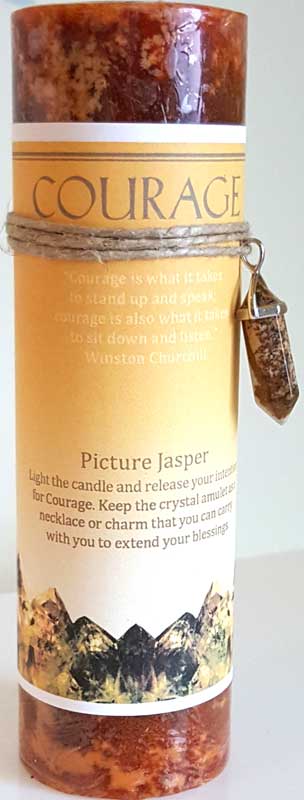 COURAGE
"Courage is what it takes
to stand up and speak,
courage is also what it takes
to sit down and listen."
Winston Churchill
Picture Jasper
Light the candle and release your
for Courage. Keep the crystal amulet as a
necklace or charm that you can carry
with you to extend your blessings